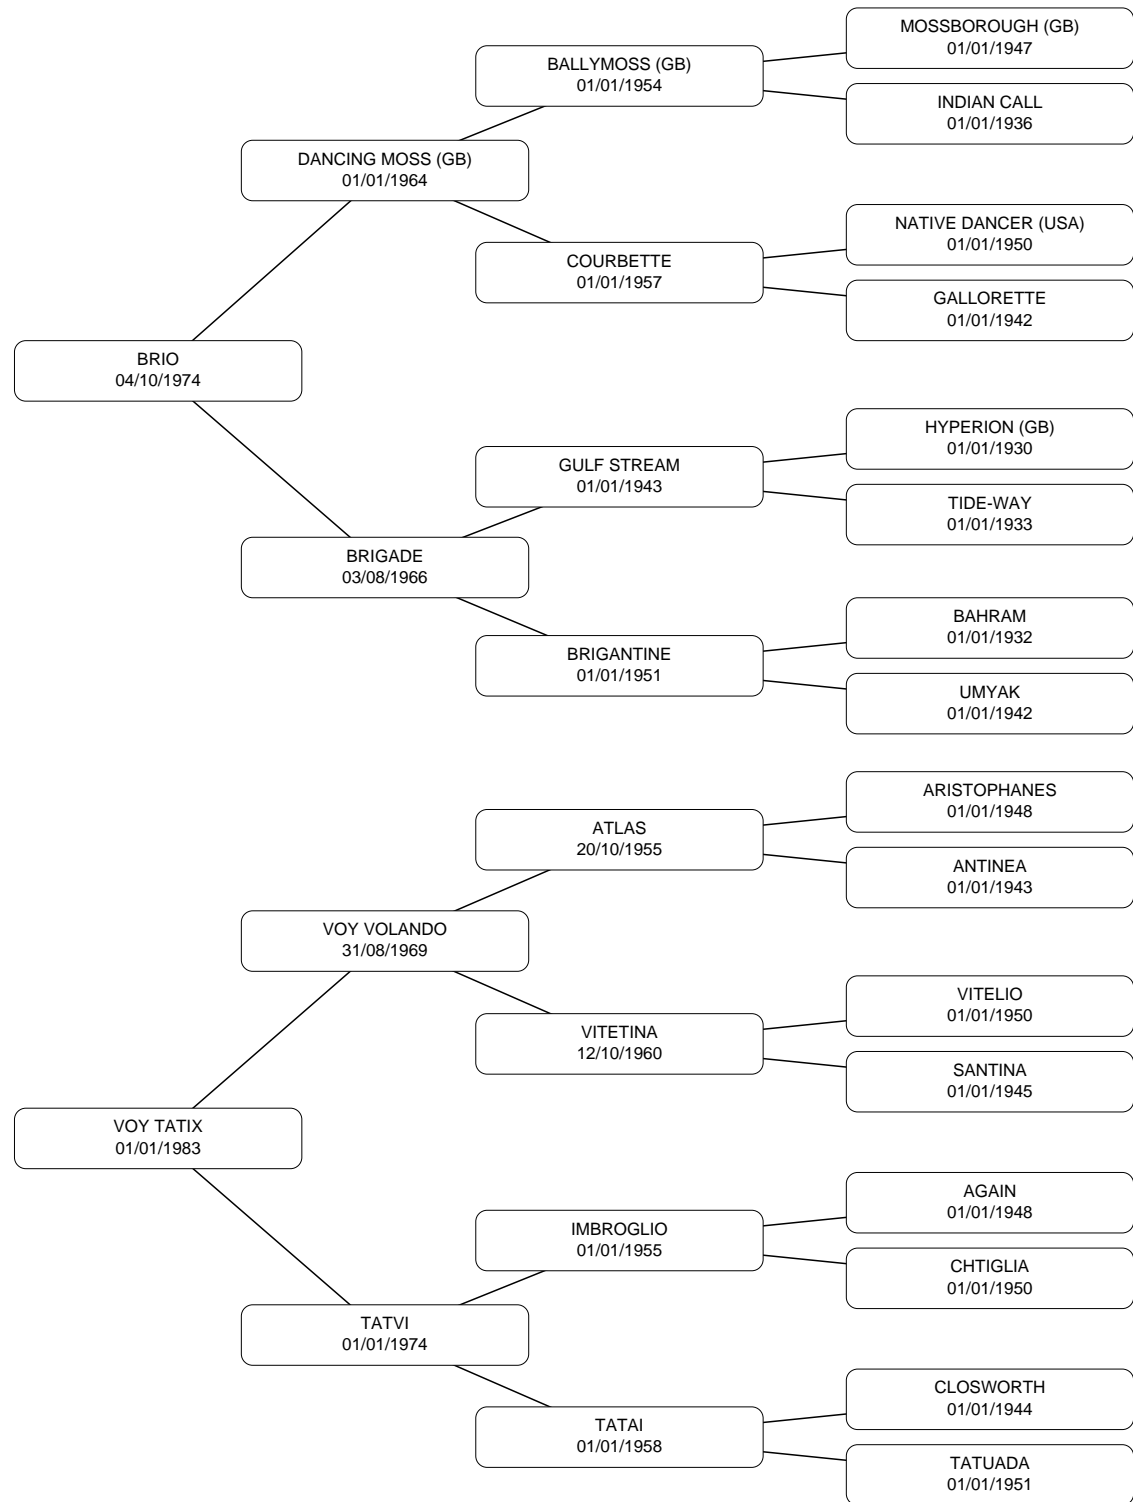 MOSSBOROUGH (GB)
01/01/1947
BALLYMOSS (GB)
01/01/1954
INDIAN CALL
01/01/1936
DANCING MOSS (GB)
01/01/1964
NATIVE DANCER (USA)
01/01/1950
COURBETTE
01/01/1957
GALLORETTE
01/01/1942
BRIO
04/10/1974
HYPERION (GB)
01/01/1930
GULF STREAM
01/01/1943
TIDE-WAY
01/01/1933
BRIGADE
03/08/1966
BAHRAM
01/01/1932
BRIGANTINE
01/01/1951
UMYAK
01/01/1942
ARISTOPHANES
01/01/1948
ATLAS
20/10/1955
ANTINEA
01/01/1943
VOY VOLANDO
31/08/1969
VITELIO
01/01/1950
VITETINA
12/10/1960
SANTINA
01/01/1945
VOY TATIX
01/01/1983
AGAIN
01/01/1948
IMBROGLIO
01/01/1955
CHTIGLIA
01/01/1950
TATVI
01/01/1974
CLOSWORTH
01/01/1944
TATAI
01/01/1958
TATUADA
01/01/1951